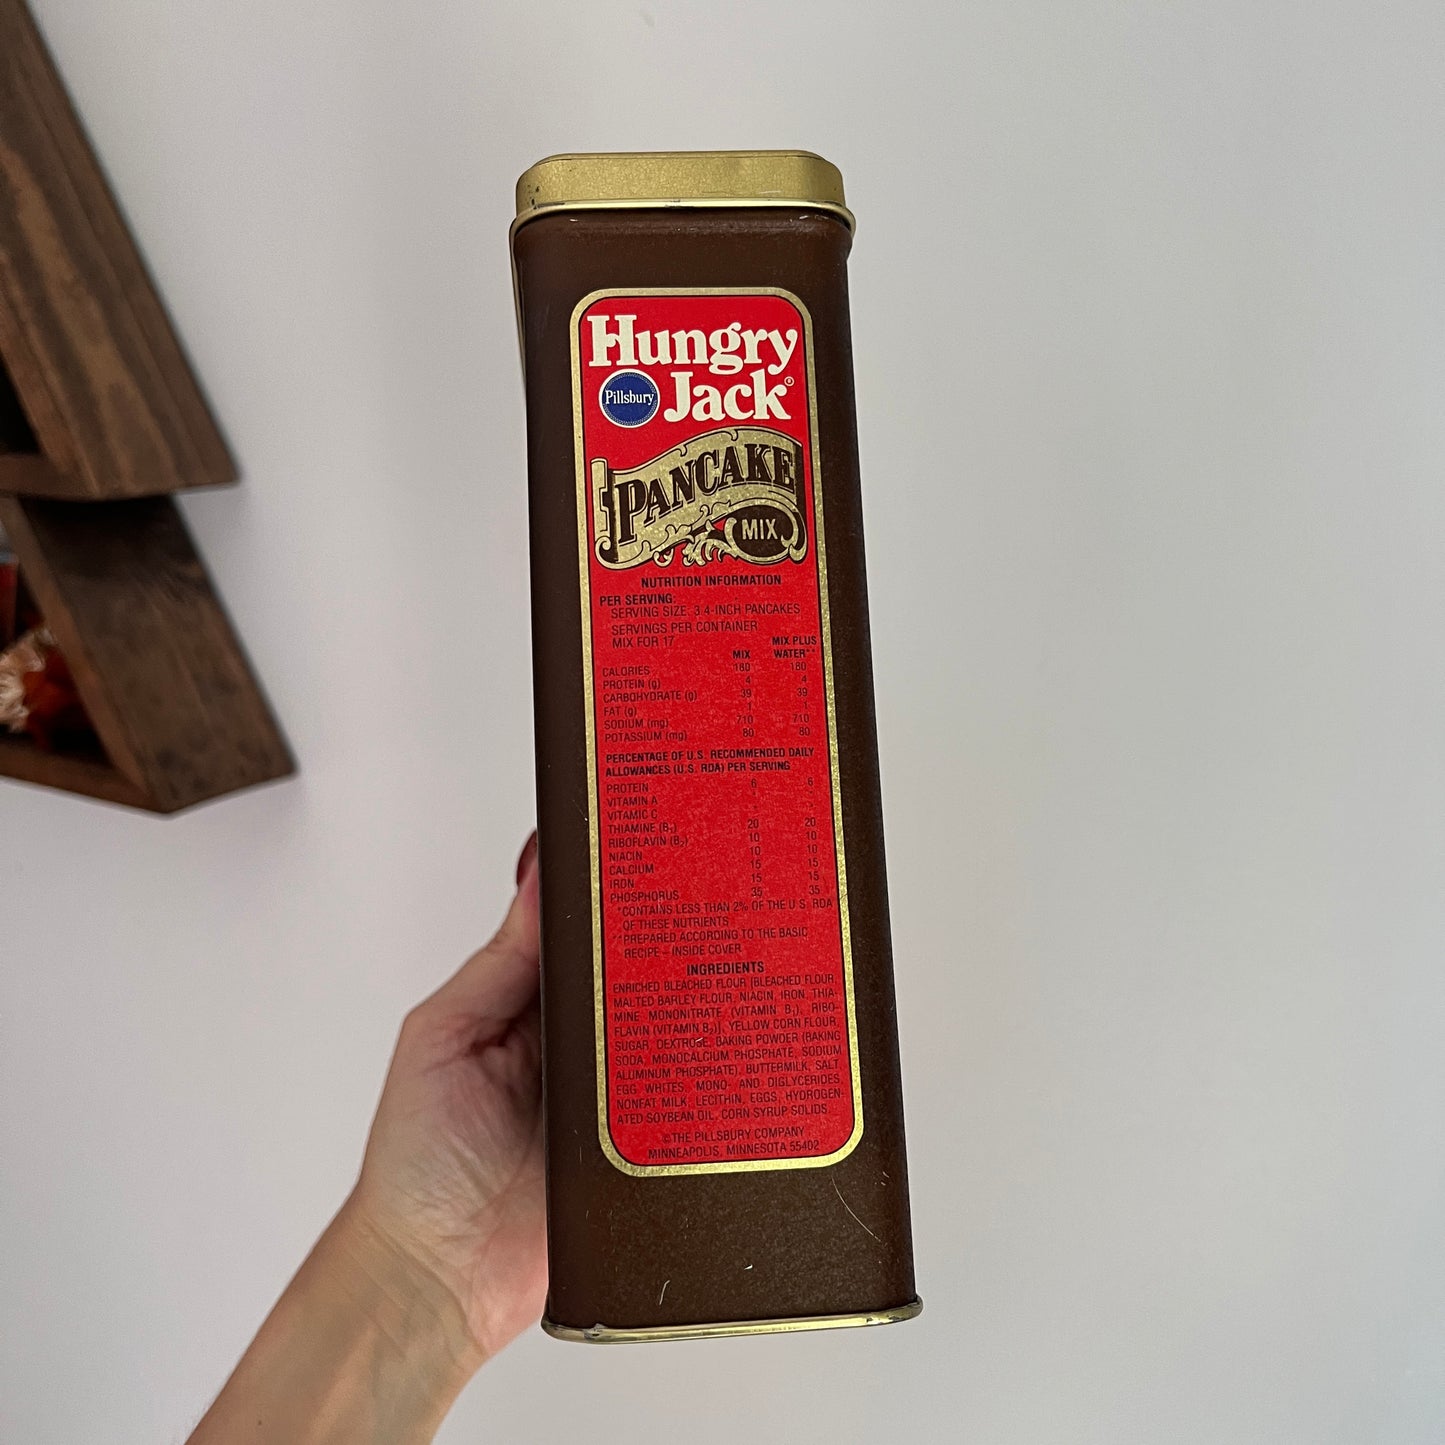 Hungry
Pillsbury Jack®
PANCAKE
MIX
NUTRITION INFORMATION
PER SERVING:
SERVING SIZE: 3 4-INCH PANCAKES
SERVINGS PER CONTAINER
MIX FOR 17
MIX PLUS
MIX WATER**
CALORIES 180 180
PROTEIN (g) 4 4
CARBOHYDRATE (g) 39 39
FAT (g) 1 1
SODIUM (mg) 710 710
POTASSIUM (mg) 80 80
PERCENTAGE OF U.S. RECOMMENDED DAILY
ALLOWANCES (U.S. RDA) PER SERVING
PROTEIN 6 6
VITAMIN A * *
VITAMIC C * *
THIAMINE (B₁) 20 20
RIBOFLAVIN (B₂) 10 10
NIACIN 10 10
CALCIUM 15 15
IRON 15 15
PHOSPHORUS 35 35
*CONTAINS LESS THAN 2% OF THE U.S. RDA
OF THESE NUTRIENTS
**PREPARED ACCORDING TO THE BASIC
RECIPE – INSIDE COVER
INGREDIENTS
ENRICHED BLEACHED FLOUR [BLEACHED FLOUR,
MALTED BARLEY FLOUR, NIACIN, IRON, THIA-
MINE MONONITRATE (VITAMIN B₁), RIBO-
FLAVIN (VITAMIN B₂)], YELLOW CORN FLOUR,
SUGAR, DEXTROSE, BAKING POWDER (BAKING
SODA, MONOCALCIUM PHOSPHATE, SODIUM
ALUMINUM PHOSPHATE), BUTTERMILK, SALT,
EGG WHITES, MONO- AND DIGLYCERIDES,
NONFAT MILK, LECITHIN, EGGS, HYDROGEN-
ATED SOYBEAN OIL, CORN SYRUP SOLIDS.
©THE PILLSBURY COMPANY
MINNEAPOLIS, MINNESOTA 55402